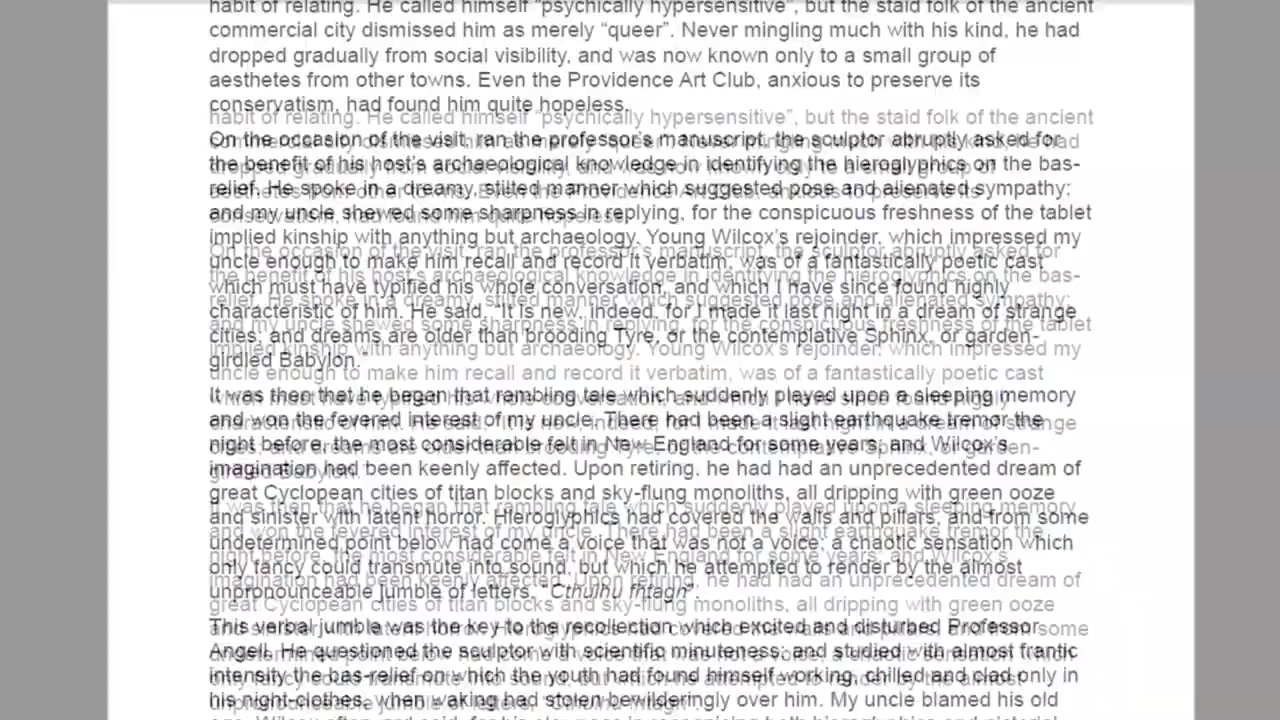 habit of relating. He called himself “psychically hypersensitive”, but the staid folk of the ancient
commercial city dismissed him as merely “queer”. Never mingling much with his kind, he had
dropped gradually from social visibility, and was now known only to a small group of
aesthetes from other towns. Even the Providence Art Club, anxious to preserve its
conservatism, had found him quite hopeless.
On the occasion of the visit, ran the professor’s manuscript, the sculptor abruptly asked for
the benefit of his host’s archaeological knowledge in identifying the hieroglyphics on the bas-
relief. He spoke in a dreamy, stilted manner which suggested pose and alienated sympathy;
and my uncle shewed some sharpness in replying, for the conspicuous freshness of the tablet
implied kinship with anything but archaeology. Young Wilcox’s rejoinder, which impressed my
uncle enough to make him recall and record it verbatim, was of a fantastically poetic cast
which must have typified his whole conversation, and which I have since found highly
characteristic of him. He said, “It is new, indeed, for I made it last night in a dream of strange
cities; and dreams are older than brooding Tyre, or the contemplative Sphinx, or garden-
girdled Babylon.”
It was then that he began that rambling tale which suddenly played upon a sleeping memory
and won the fevered interest of my uncle. There had been a slight earthquake tremor the
night before, the most considerable felt in New England for some years; and Wilcox’s
imagination had been keenly affected. Upon retiring, he had had an unprecedented dream of
great Cyclopean cities of titan blocks and sky-flung monoliths, all dripping with green ooze
and sinister with latent horror. Hieroglyphics had covered the walls and pillars, and from some
undetermined point below had come a voice that was not a voice; a chaotic sensation which
only fancy could transmute into sound, but which he attempted to render by the almost
unpronounceable jumble of letters, “Cthulhu fhtagn”.
This verbal jumble was the key to the recollection which excited and disturbed Professor
Angell. He questioned the sculptor with scientific minuteness; and studied with almost frantic
intensity the bas-relief on which the youth had found himself working, chilled and clad only in
his night-clothes, when waking had stolen bewilderingly over him. My uncle blamed his old